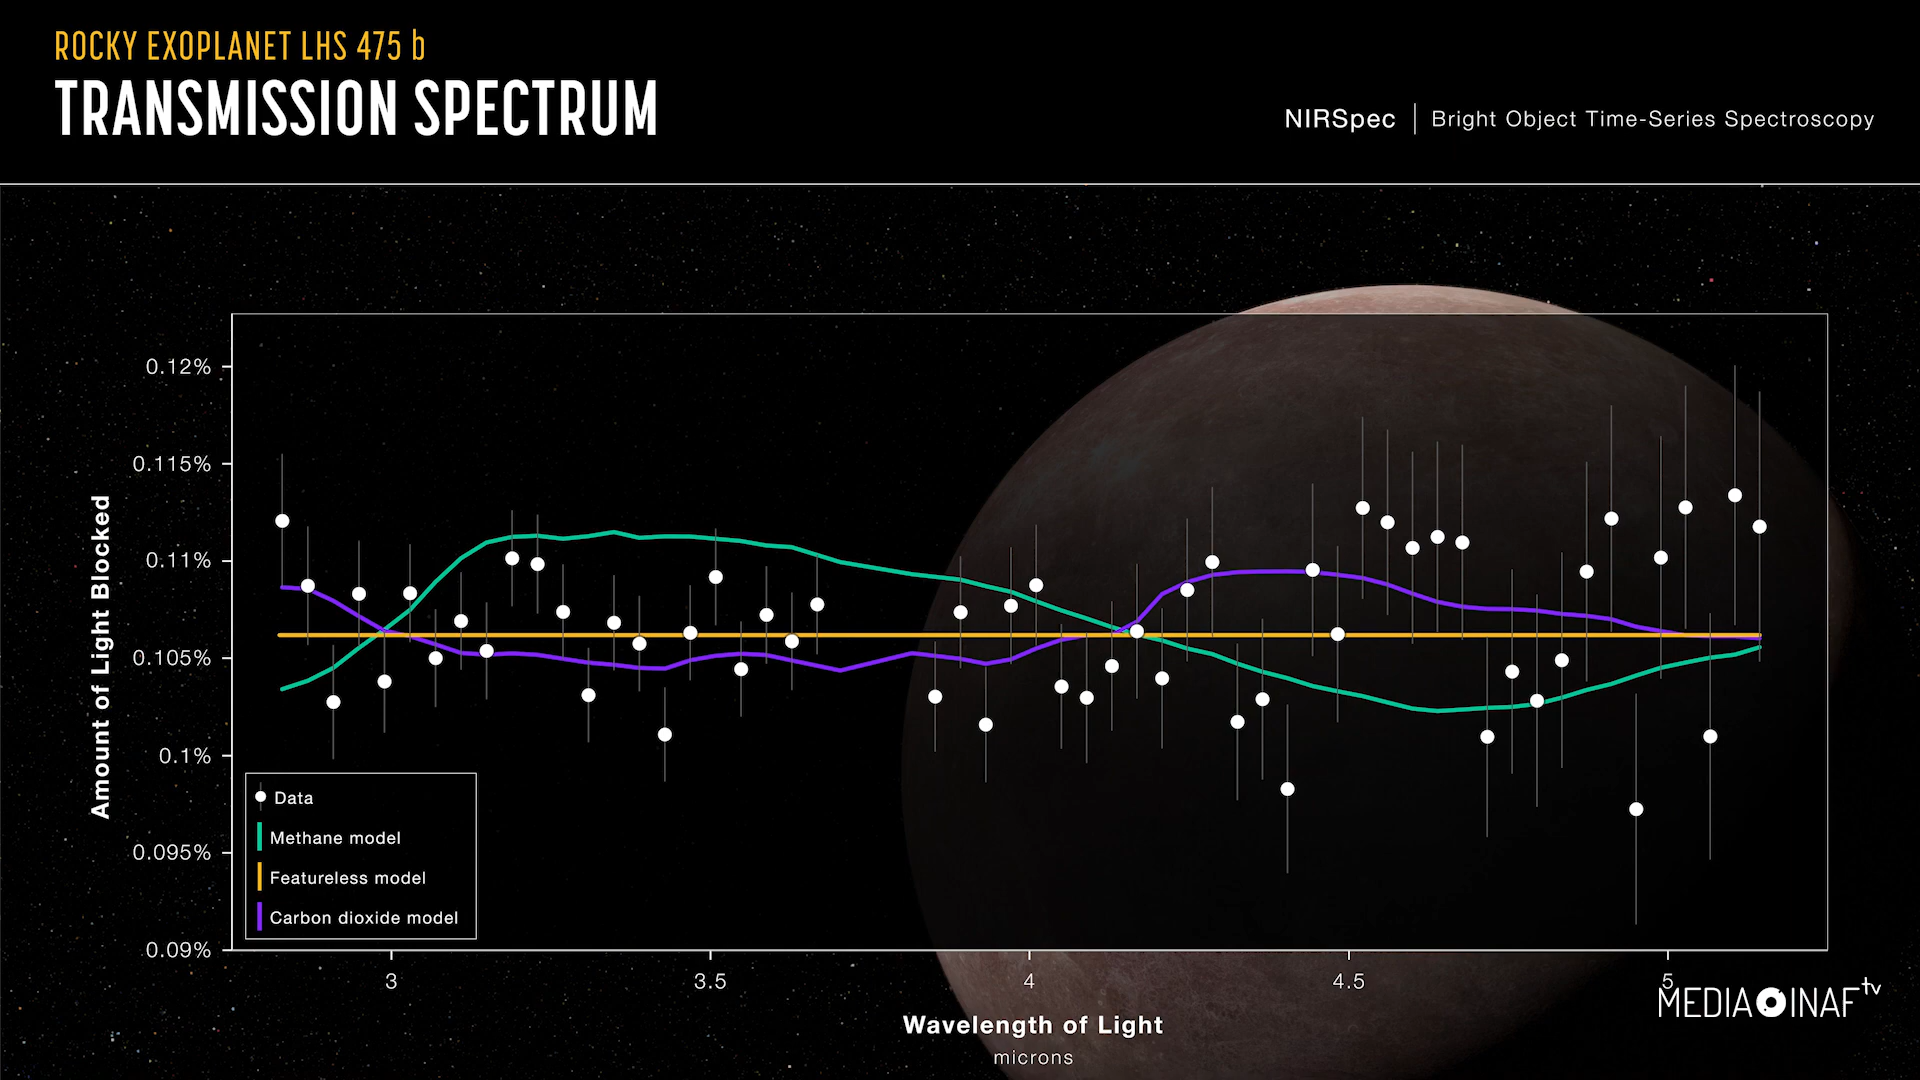 ROCKY EXOPLANET LHS 475 b
TRANSMISSION SPECTRUM
NIRSpec | Bright Object Time-Series Spectroscopy
Amount of Light Blocked
0.12%
0.115%
0.11%
0.105%
0.1%
0.095%
0.09%
Data
Methane model
Featureless model
Carbon dioxide model
3 3.5 4 4.5 5
Wavelength of Light
microns
MEDIA INAF tv